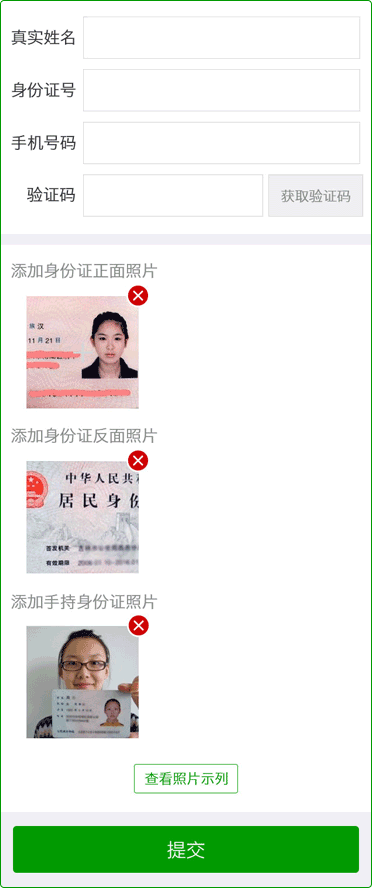 真实姓名
身份证号
手机号码
验证码 获取验证码
添加身份证正面照片
族 汉
11 月 21 日
添加身份证反面照片
中华人民共和
居民身份
签发机关
有效期限
添加手持身份证照片
查看照片示列
提交